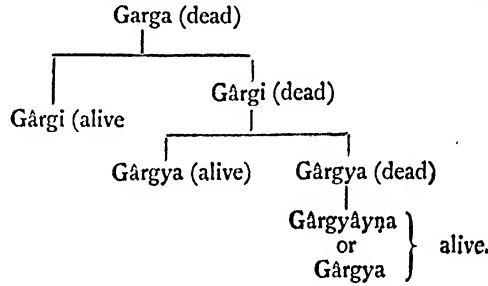 Garga (dead)
Gârgi (alive
Gârgi (dead)
Gârgya (alive) Gârgya (dead)
Gârgyâyṇa
or
Gârgya
alive.